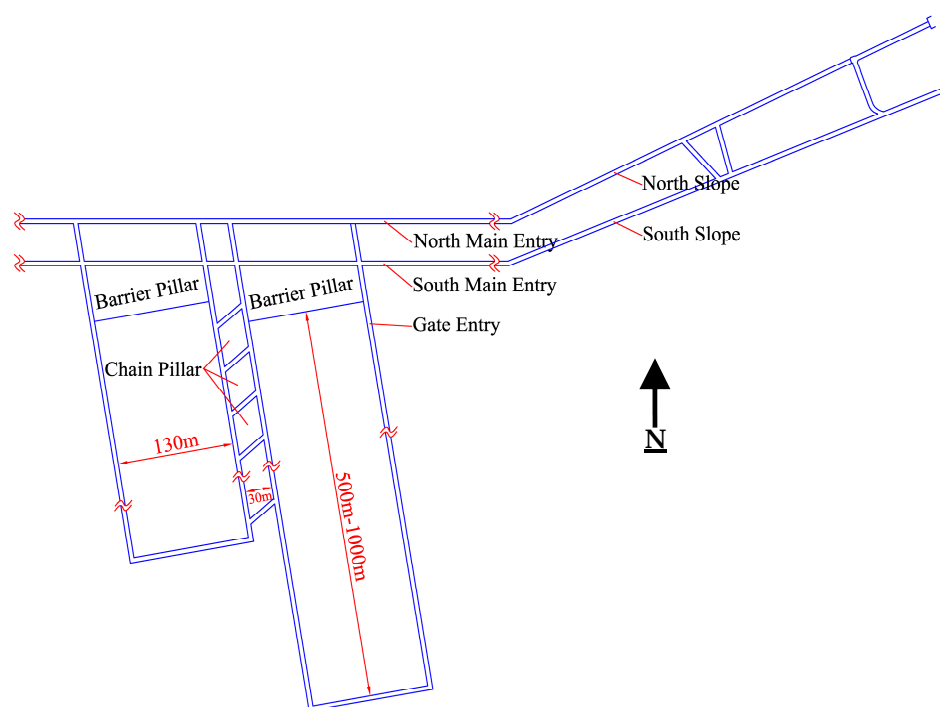 North Slope
South Slope
North Main Entry
South Main Entry
Barrier Pillar
Barrier Pillar
Gate Entry
Chain Pillar
130m
30m
500m-1000m
N